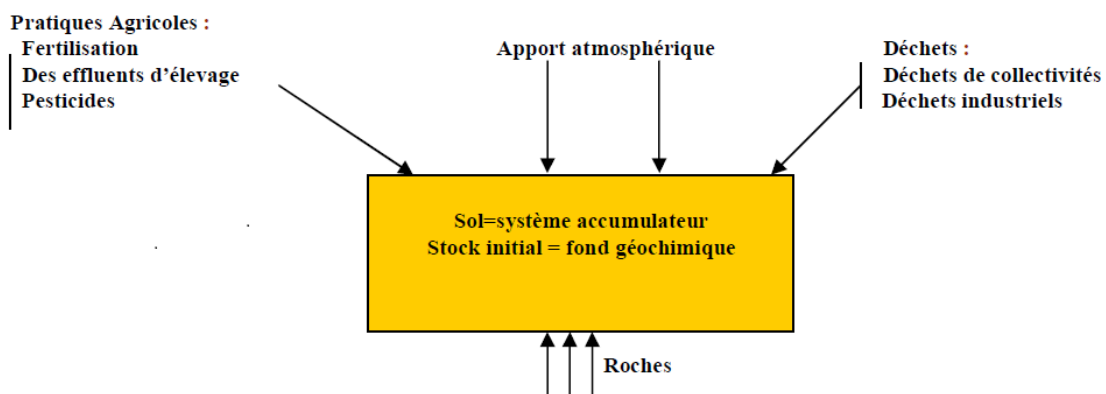 Pratiques Agricoles :
Fertilisation
Des effluents d'élevage
Pesticides
Apport atmosphérique
Déchets :
Déchets de collectivités
Déchets industriels
Sol=système accumulateur
Stock initial = fond géochimique
Roches